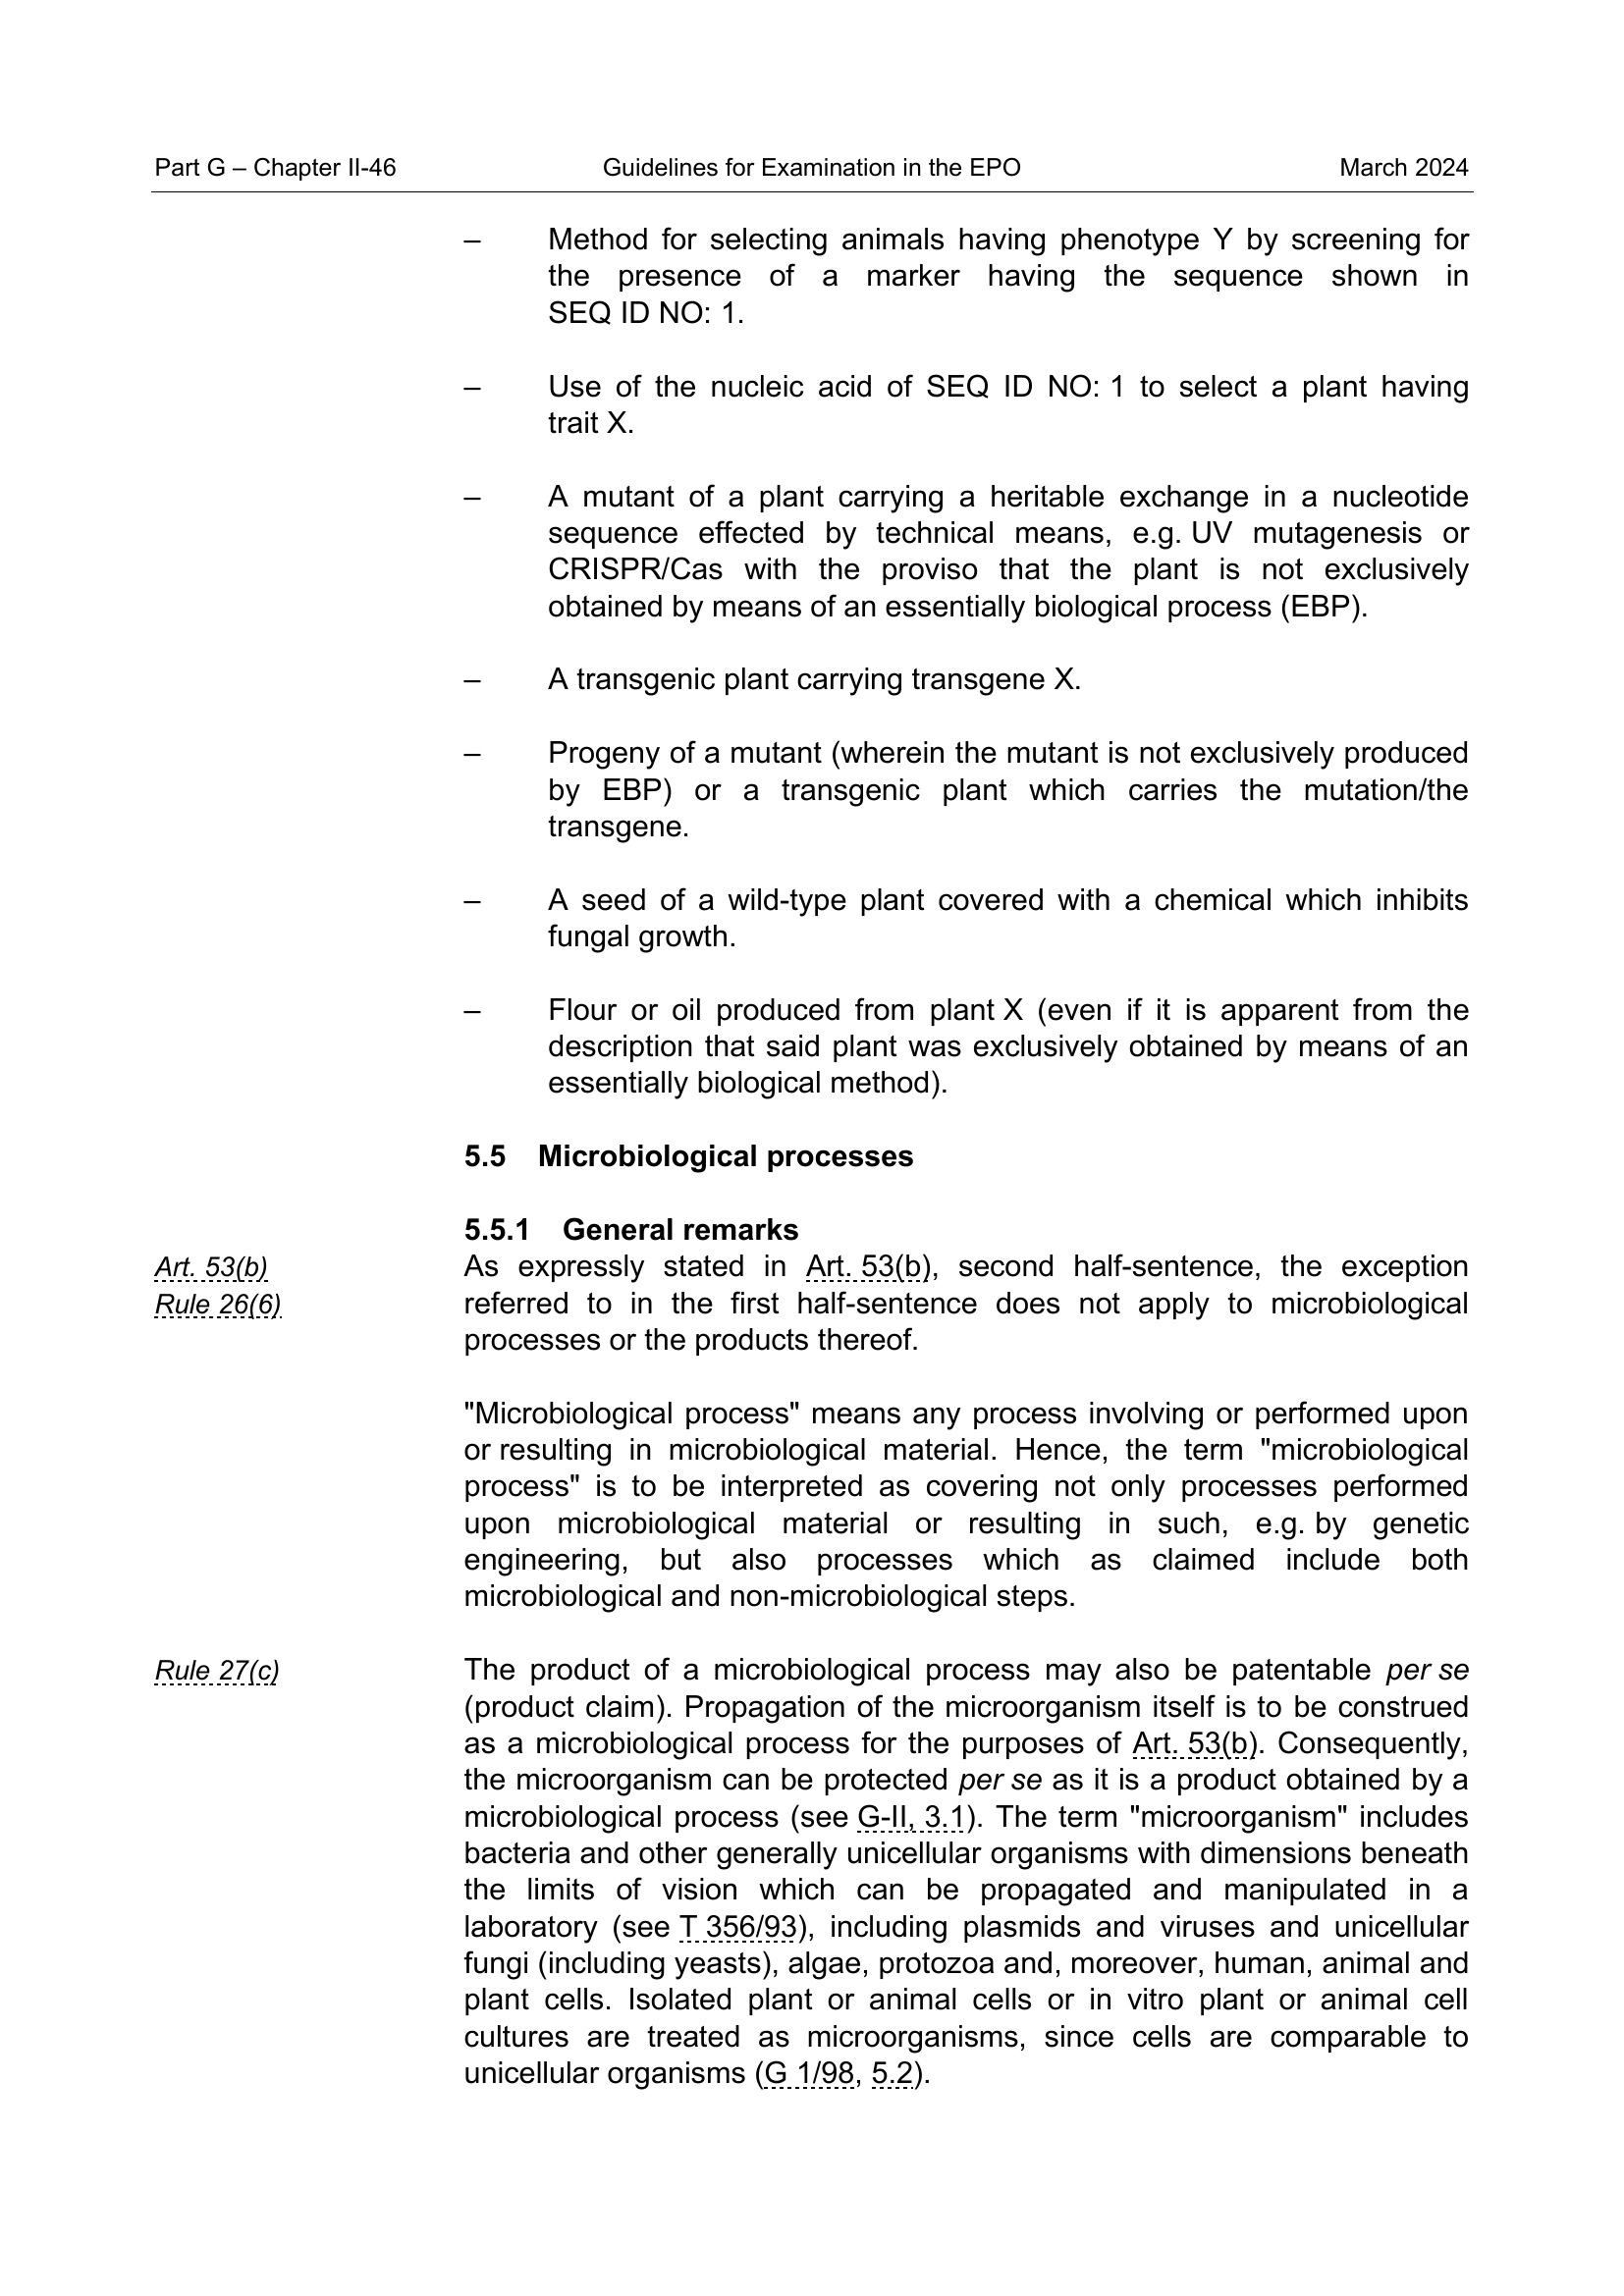 Part G – Chapter II-46 Guidelines for Examination in the EPO March 2024
– Method for selecting animals having phenotype Y by screening for
the presence of a marker having the sequence shown in
SEQ ID NO: 1.
– Use of the nucleic acid of SEQ ID NO: 1 to select a plant having
trait X.
– A mutant of a plant carrying a heritable exchange in a nucleotide
sequence effected by technical means, e.g. UV mutagenesis or
CRISPR/Cas with the proviso that the plant is not exclusively
obtained by means of an essentially biological process (EBP).
– A transgenic plant carrying transgene X.
– Progeny of a mutant (wherein the mutant is not exclusively produced
by EBP) or a transgenic plant which carries the mutation/the
transgene.
– A seed of a wild-type plant covered with a chemical which inhibits
fungal growth.
– Flour or oil produced from plant X (even if it is apparent from the
description that said plant was exclusively obtained by means of an
essentially biological method).
5.5 Microbiological processes
5.5.1 General remarks
Art. 53(b) As expressly stated in Art. 53(b), second half-sentence, the exception
Rule 26(6) referred to in the first half-sentence does not apply to microbiological
processes or the products thereof.
"Microbiological process" means any process involving or performed upon
or resulting in microbiological material. Hence, the term "microbiological
process" is to be interpreted as covering not only processes performed
upon microbiological material or resulting in such, e.g. by genetic
engineering, but also processes which as claimed include both
microbiological and non-microbiological steps.
Rule 27(c) The product of a microbiological process may also be patentable per se
(product claim). Propagation of the microorganism itself is to be construed
as a microbiological process for the purposes of Art. 53(b). Consequently,
the microorganism can be protected per se as it is a product obtained by a
microbiological process (see G-II, 3.1). The term "microorganism" includes
bacteria and other generally unicellular organisms with dimensions beneath
the limits of vision which can be propagated and manipulated in a
laboratory (see T 356/93), including plasmids and viruses and unicellular
fungi (including yeasts), algae, protozoa and, moreover, human, animal and
plant cells. Isolated plant or animal cells or in vitro plant or animal cell
cultures are treated as microorganisms, since cells are comparable to
unicellular organisms (G 1/98, 5.2).